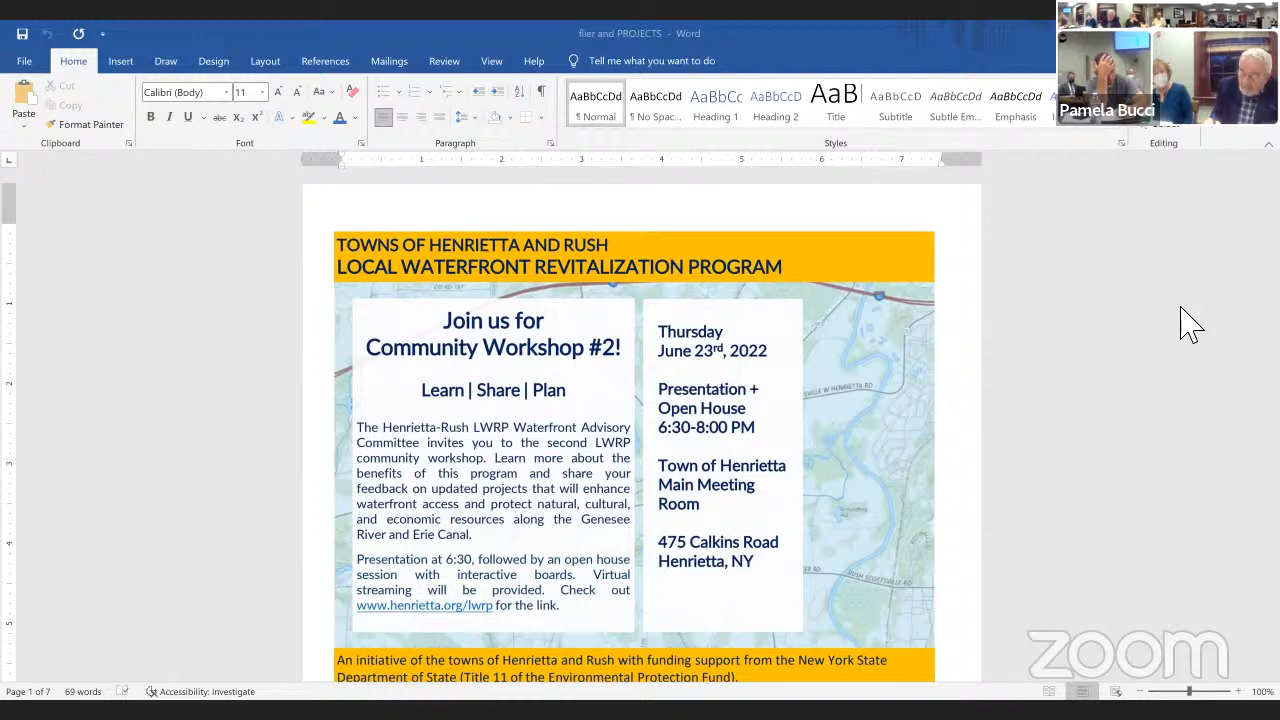 flier and PROJECTS - Word
File Home Insert Draw Design Layout References Mailings Review View Help Tell me what you want to do
Paste
Cut
Copy
Format Painter
Calibri (Body) 11
AaBbCcDd AaBbCcDd AaBbCc AaBbCcD AaB AaBbCcD AaBbCcDd AaBbCcDd
¶ Normal ¶ No Spac... Heading 1 Heading 2 Title Subtitle Subtle Em... Emphasis
Clipboard Font Paragraph Styles Editing
Pamela Bucci
1 2 3 4 5 6 7
TOWNS OF HENRIETTA AND RUSH
LOCAL WATERFRONT REVITALIZATION PROGRAM
Join us for
Community Workshop #2!
Learn | Share | Plan
The Henrietta-Rush LWRP Waterfront Advisory
Committee invites you to the second LWRP
community workshop. Learn more about the
benefits of this program and share your
feedback on updated projects that will enhance
waterfront access and protect natural, cultural,
and economic resources along the Genesee
River and Erie Canal.
Presentation at 6:30, followed by an open house
session with interactive boards. Virtual
streaming will be provided. Check out
www.henrietta.org/lwrp for the link.
Thursday
June 23rd, 2022
Presentation +
Open House
6:30-8:00 PM
Town of Henrietta
Main Meeting
Room
475 Calkins Road
Henrietta, NY
RUSH SCOTTSVILLE RD
An initiative of the towns of Henrietta and Rush with funding support from the New York State
Department of State (Title 11 of the Environmental Protection Fund).
zoom
Page 1 of 7 69 words Accessibility: investigate 100%